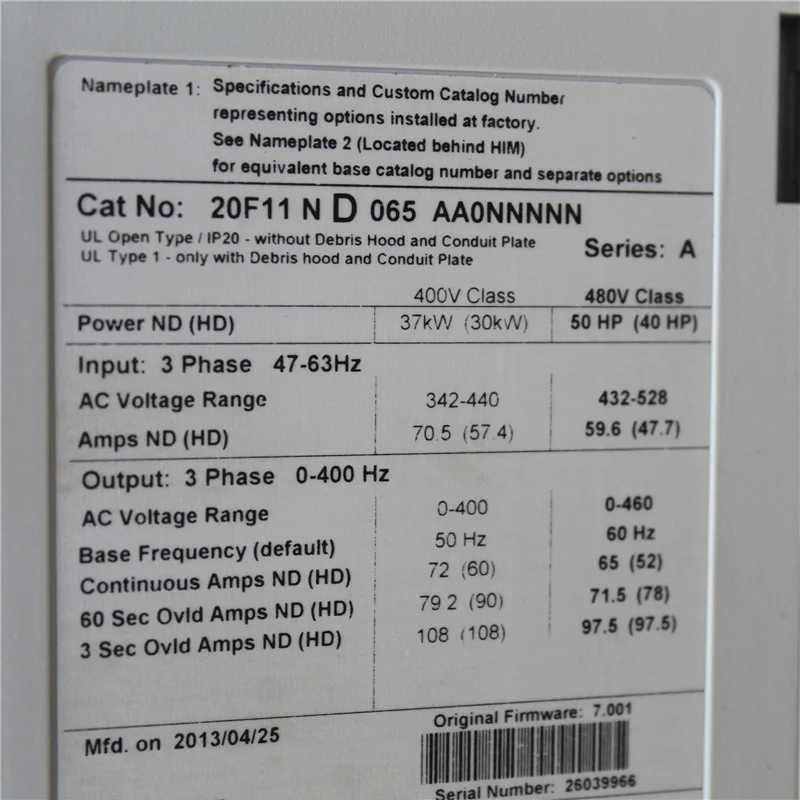 Nameplate 1: Specifications and Custom Catalog Number
representing options installed at factory.
See Nameplate 2 (Located behind HIM)
for equivalent base catalog number and separate options
Cat No: 20F11 N D 065 AA0NNNNN
UL Open Type / IP20 - without Debris Hood and Conduit Plate
UL Type 1 - only with Debris hood and Conduit Plate
Series: A
400V Class 480V Class
Power ND (HD) 37kW (30kW) 50 HP (40 HP)
Input: 3 Phase 47-63Hz
AC Voltage Range 342-440 432-528
Amps ND (HD) 70.5 (57.4) 59.6 (47.7)
Output: 3 Phase 0-400 Hz
AC Voltage Range 0-400 0-460
Base Frequency (default) 50 Hz 60 Hz
Continuous Amps ND (HD) 72 (60) 65 (52)
60 Sec Ovld Amps ND (HD) 79 2 (90) 71.5 (78)
3 Sec Ovld Amps ND (HD) 108 (108) 97.5 (97.5)
Mfd. on 2013/04/25
Original Firmware: 7.001
Serial Number: 26039966